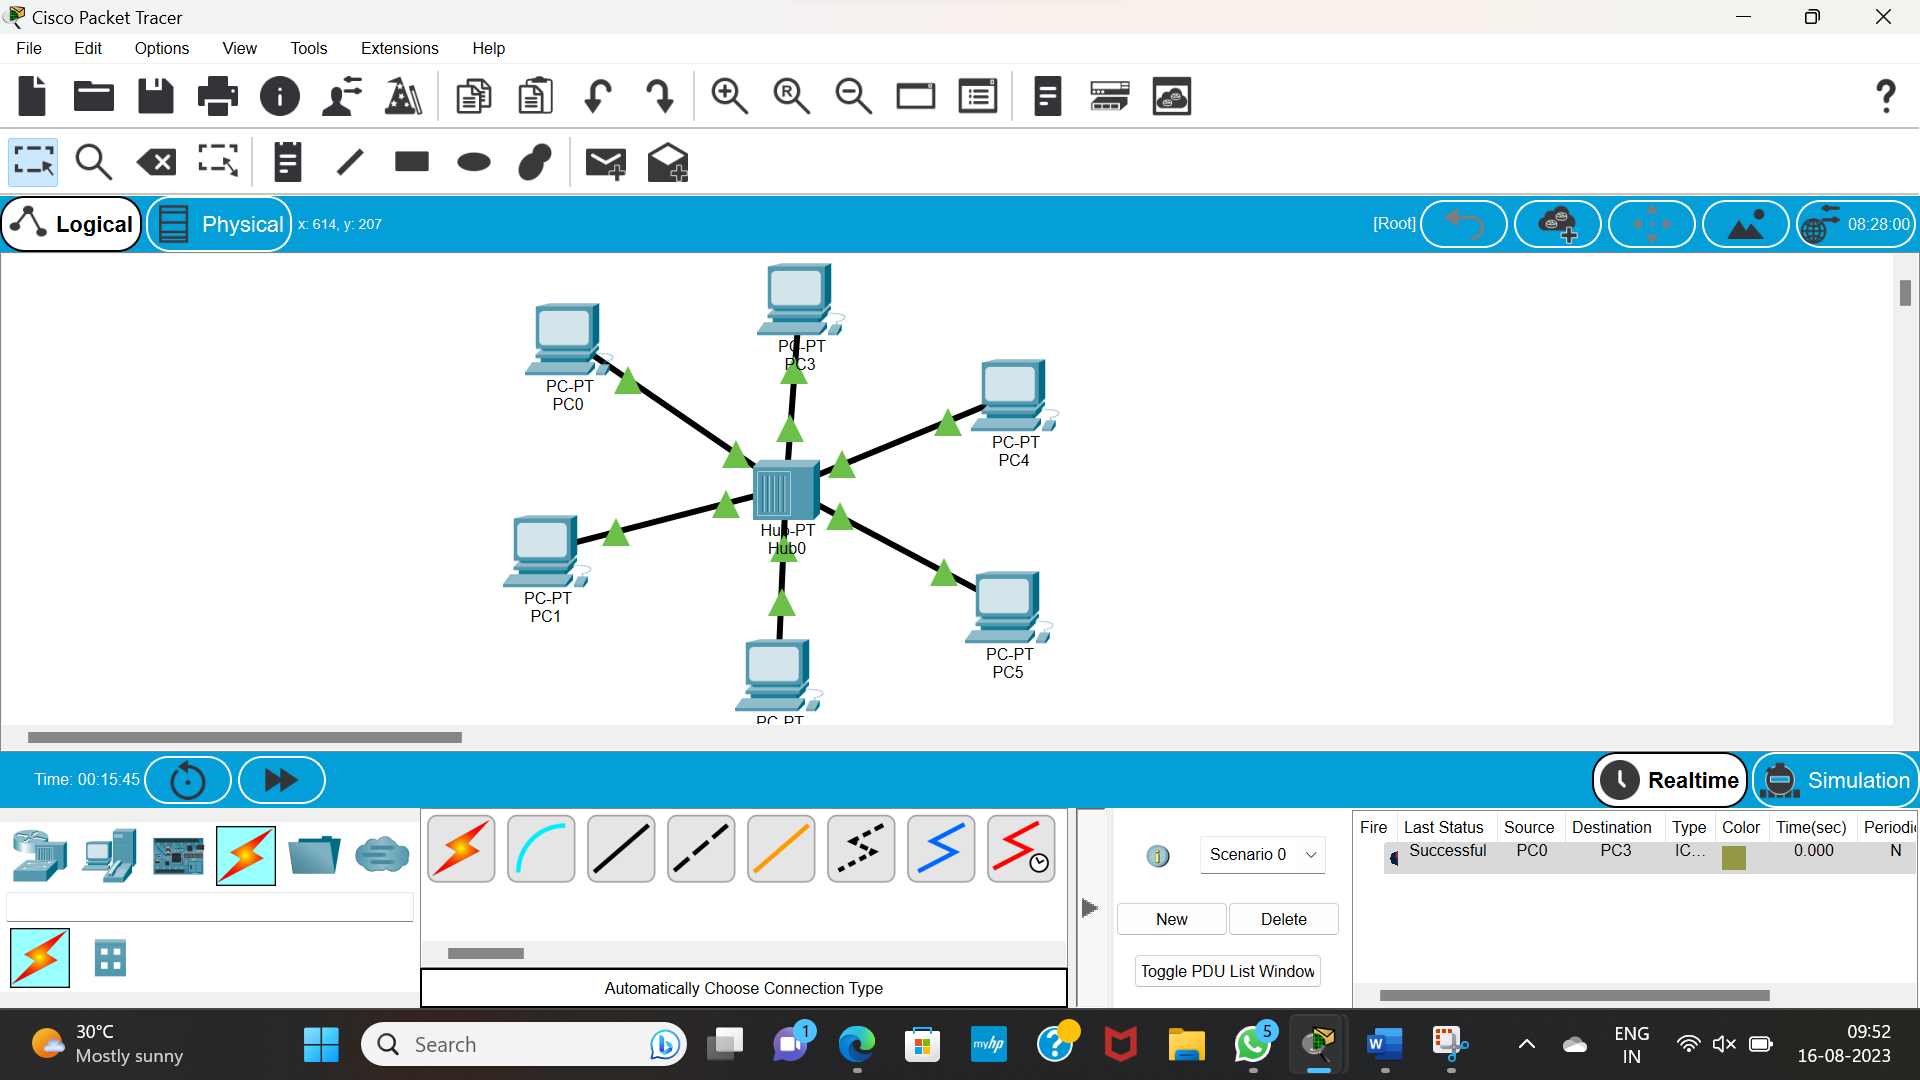 Cisco Packet Tracer
File Edit Options View Tools Extensions Help
Logical Physical x: 614, y: 207 [Root] 08:28:00
PC-PT
PC3
PC-PT
PC0
PC-PT
PC4
Hub-PT
Hub0
PC-PT
PC1
PC-PT
PC5
PC-PT
Time: 00:15:45 Realtime Simulation
Fire Last Status Source Destination Type Color Time(sec) Periodi
Successful PC0 PC3 IC... 0.000 N
Scenario 0
New Delete
Toggle PDU List Window
Automatically Choose Connection Type
30°C
Mostly sunny
Search
1
myhp
5
W
ENG
IN
09:52
16-08-2023